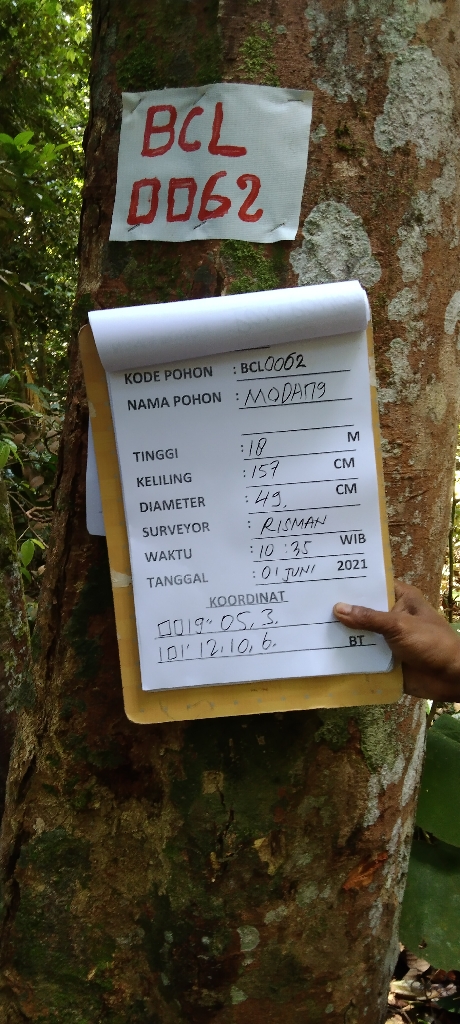 BCL
0062
KODE POHON : BCL0062
NAMA POHON : MODANG
TINGGI : 18 M
KELILING : 157 CM
DIAMETER : 49, CM
SURVEYOR : RISMAN
WAKTU : 10 : 35 WIB
TANGGAL : 01 JUNI 2021
KOORDINAT
0019" 05, 3,
101" 12, 10, 6. BT